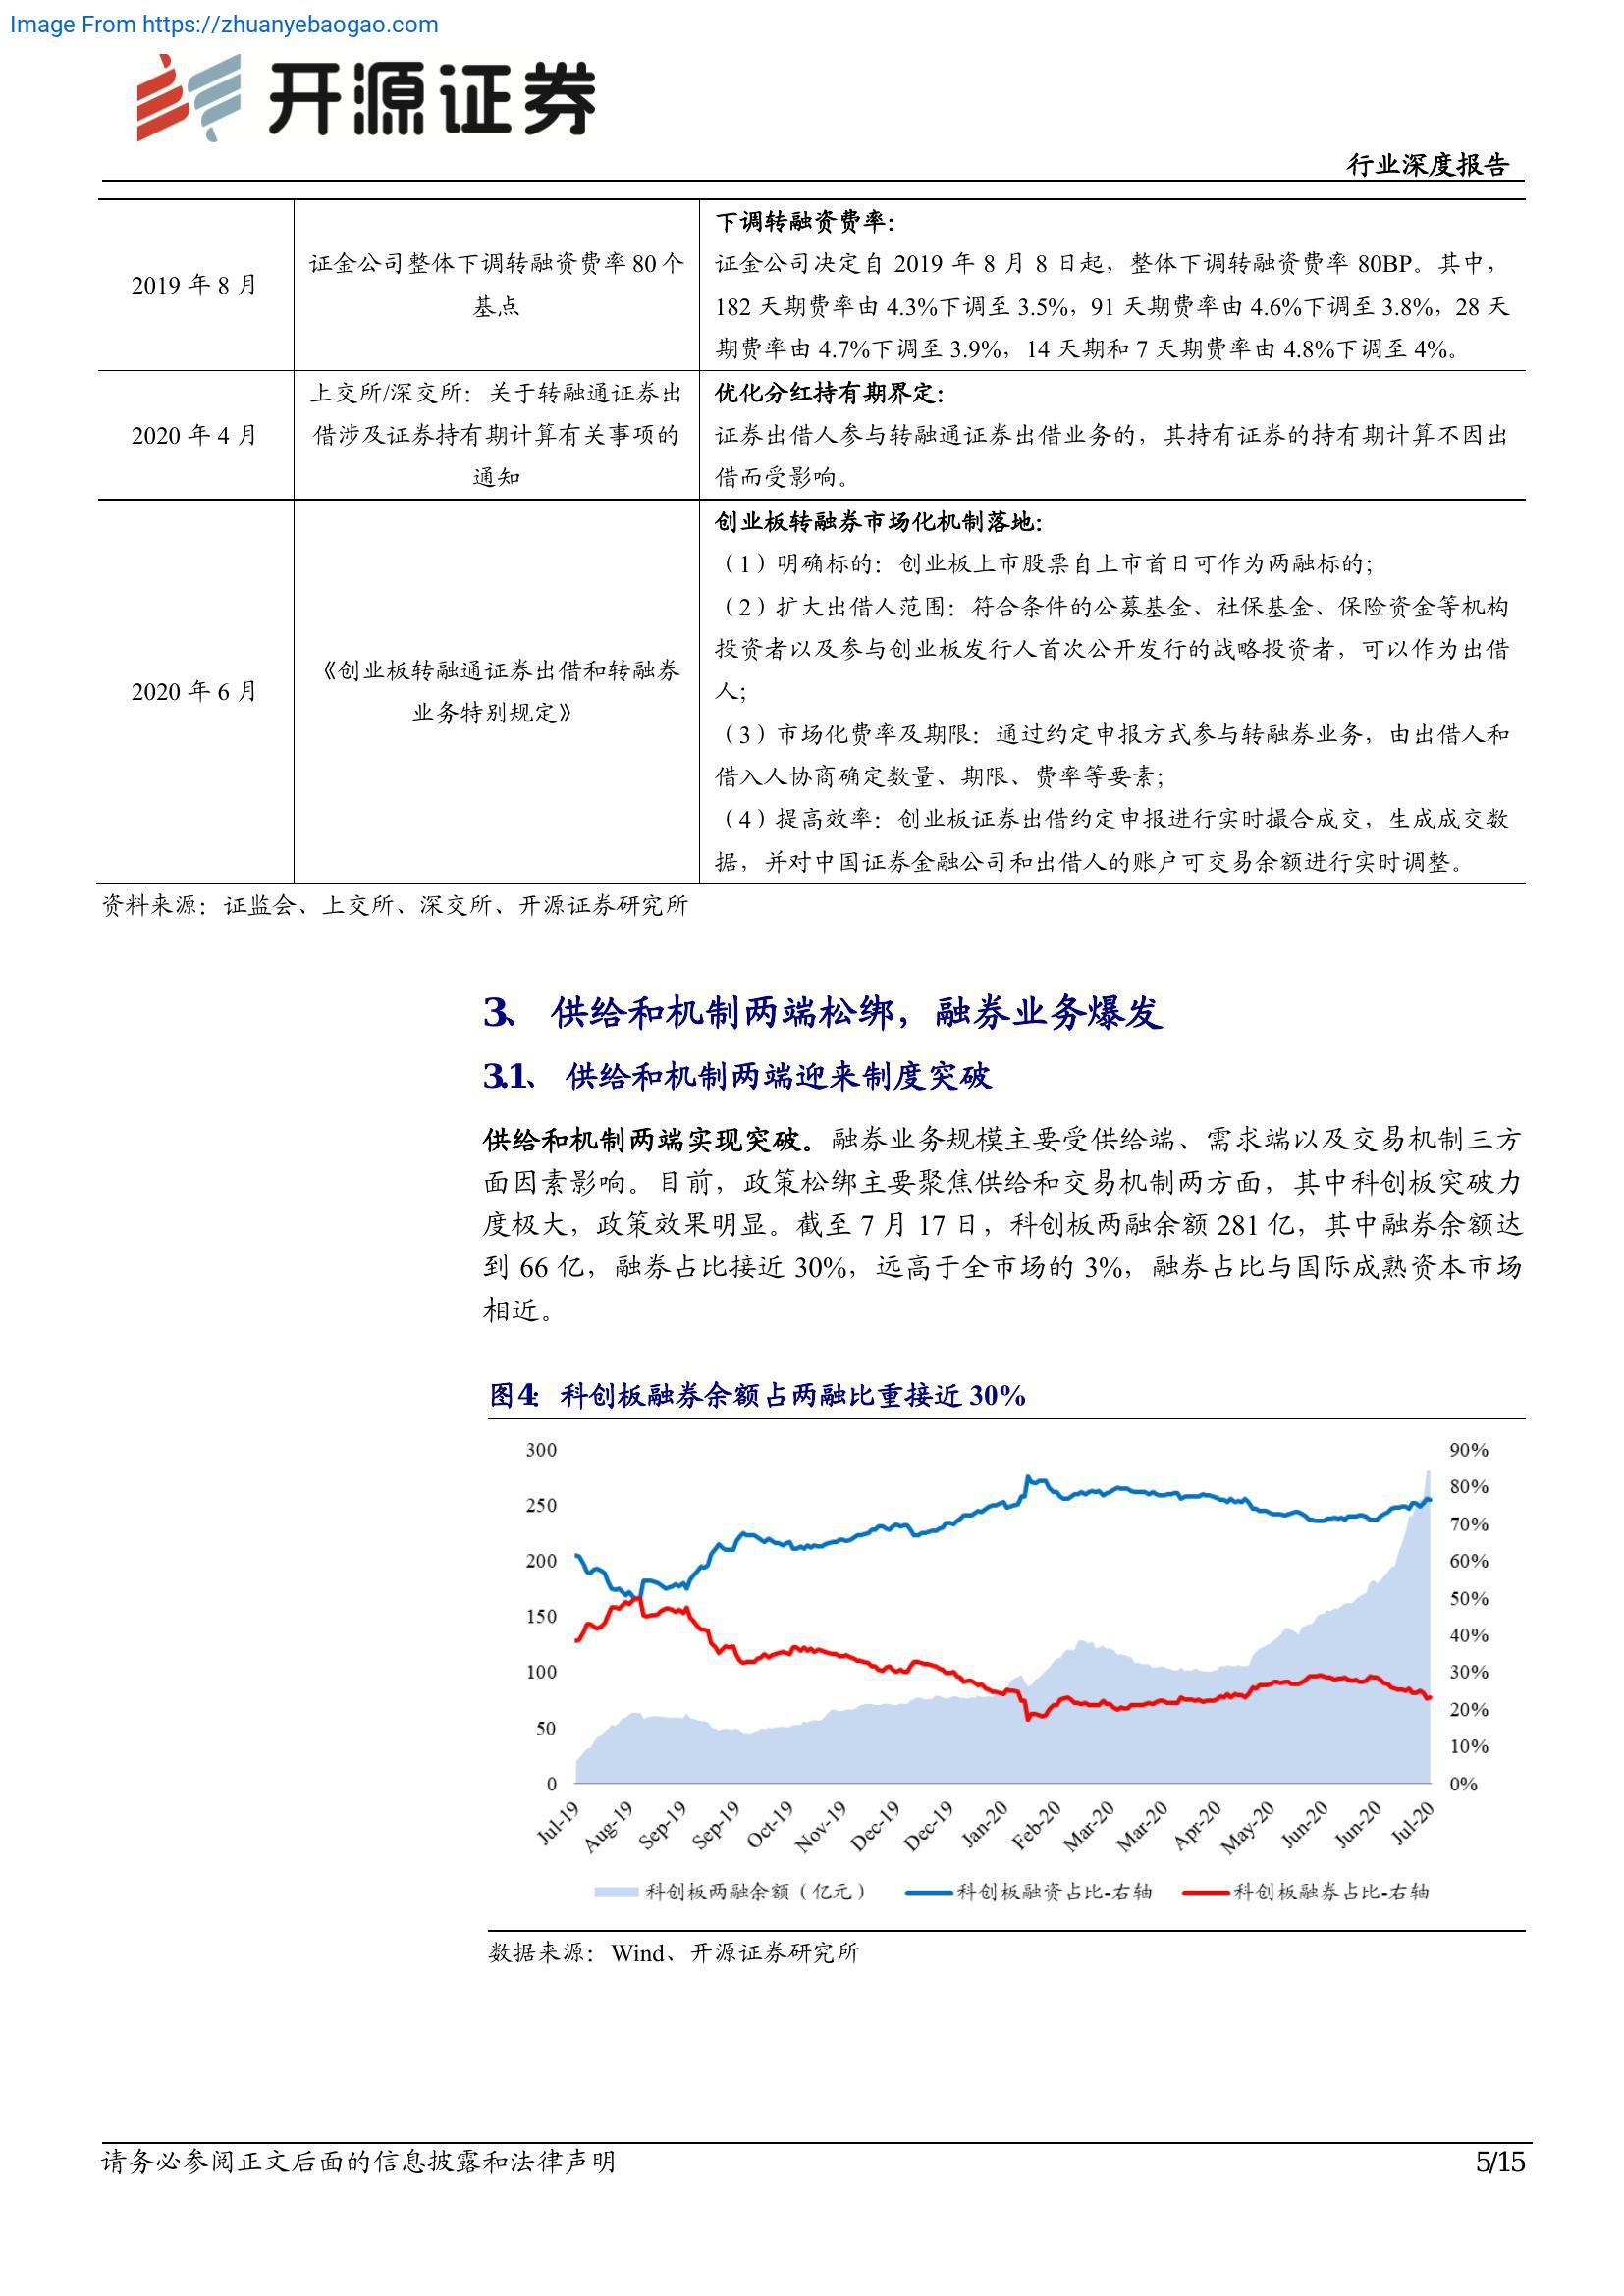 Image From https://zhuanyebaogao.com
开源证券
行业深度报告
2019 年 8 月
证金公司整体下调转融资费率 80 个
基点
下调转融资费率：
证金公司决定自 2019 年 8 月 8 日起，整体下调转融资费率 80BP。其中，
182 天期费率由 4.3%下调至 3.5%，91 天期费率由 4.6%下调至 3.8%，28 天
期费率由 4.7%下调至 3.9%，14 天期和 7 天期费率由 4.8%下调至 4%。
2020 年 4 月
上交所/深交所：关于转融通证券出
借涉及证券持有期计算有关事项的
通知
优化分红持有期界定：
证券出借人参与转融通证券出借业务的，其持有证券的持有期计算不因出
借而受影响。
2020 年 6 月
《创业板转融通证券出借和转融券
业务特别规定》
创业板转融券市场化机制落地：
（1）明确标的：创业板上市股票自上市首日可作为两融标的；
（2）扩大出借人范围：符合条件的公募基金、社保基金、保险资金等机构
投资者以及参与创业板发行人首次公开发行的战略投资者，可以作为出借
人；
（3）市场化费率及期限：通过约定申报方式参与转融券业务，由出借人和
借入人协商确定数量、期限、费率等要素；
（4）提高效率：创业板证券出借约定申报进行实时撮合成交，生成成交数
据，并对中国证券金融公司和出借人的账户可交易余额进行实时调整。
资料来源：证监会、上交所、深交所、开源证券研究所
3、 供给和机制两端松绑，融券业务爆发
3.1、 供给和机制两端迎来制度突破
供给和机制两端实现突破。融券业务规模主要受供给端、需求端以及交易机制三方
面因素影响。目前，政策松绑主要聚焦供给和交易机制两方面，其中科创板突破力
度极大，政策效果明显。截至 7 月 17 日，科创板两融余额 281 亿，其中融券余额达
到 66 亿，融券占比接近 30%，远高于全市场的 3%，融券占比与国际成熟资本市场
相近。
图4： 科创板融券余额占两融比重接近 30%
300
250
200
150
100
50
0
90%
80%
70%
60%
50%
40%
30%
20%
10%
0%
Jul-19
Aug-19
Sep-19
Sep-19
Oct-19
Nov-19
Dec-19
Dec-19
Jan-20
Feb-20
Mar-20
Mar-20
Apr-20
May-20
Jun-20
Jun-20
Jul-20
科创板两融余额（亿元）
科创板融资占比-右轴
科创板融券占比-右轴
数据来源：Wind、开源证券研究所
请务必参阅正文后面的信息披露和法律声明
5/15